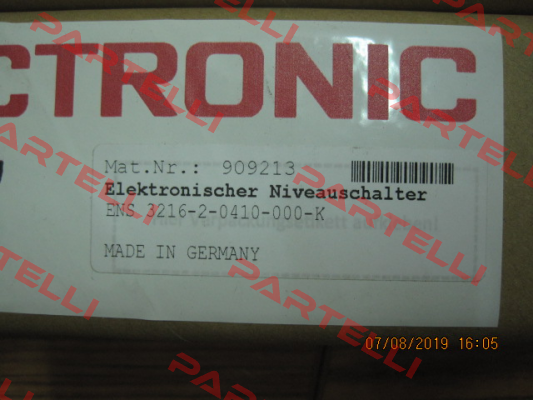 CTRONIC
Mat.Nr.: 909213
Elektronischer Niveauschalter
ENS 3216-2-0410-000-K
MADE IN GERMANY
07/08/2019 16:05
PARTELLI
PARTELLI
PARTELLI
PARTELLI
PARTELLI
PARTELLI